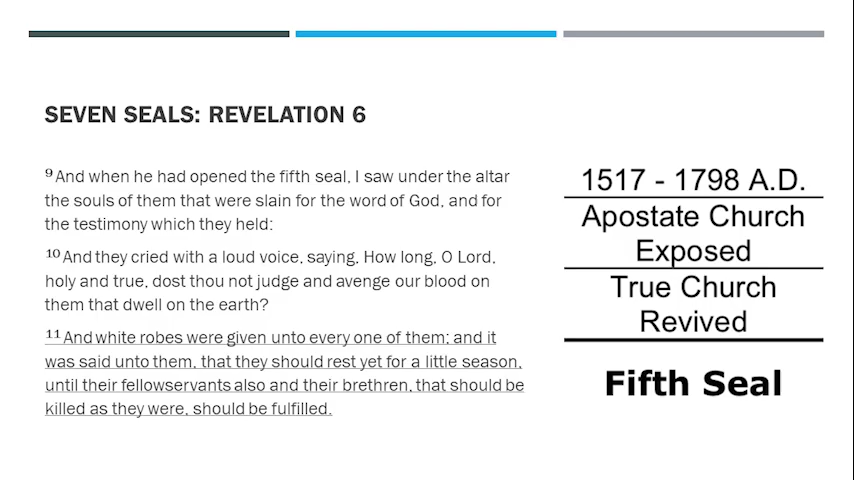 SEVEN SEALS: REVELATION 6
9 And when he had opened the fifth seal, I saw under the altar
the souls of them that were slain for the word of God, and for
the testimony which they held:
10 And they cried with a loud voice, saying, How long, O Lord,
holy and true, dost thou not judge and avenge our blood on
them that dwell on the earth?
11 And white robes were given unto every one of them; and it
was said unto them, that they should rest yet for a little season,
until their fellowservants also and their brethren, that should be
killed as they were, should be fulfilled.
1517 - 1798 A.D.
Apostate Church
Exposed
True Church
Revived
Fifth Seal